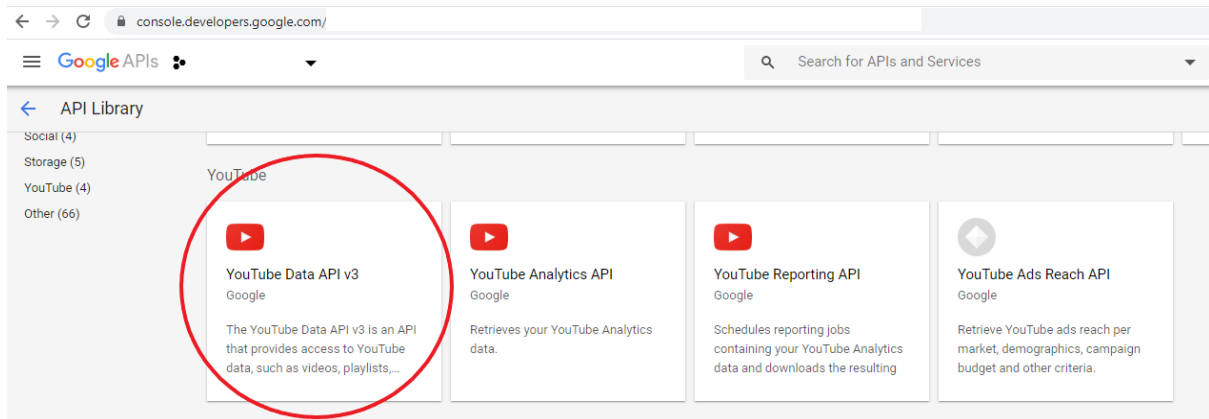 console.developers.google.com/
Google APIs
Search for APIs and Services
API Library
Social (4)
Storage (5)
YouTube (4)
Other (66)
YouTube
YouTube Data API v3
Google
The YouTube Data API v3 is an API
that provides access to YouTube
data, such as videos, playlists,...
YouTube Analytics API
Google
Retrieves your YouTube Analytics
data.
YouTube Reporting API
Google
Schedules reporting jobs
containing your YouTube Analytics
data and downloads the resulting
YouTube Ads Reach API
Google
Retrieve YouTube ads reach per
market, demographics, campaign
budget and other criteria.